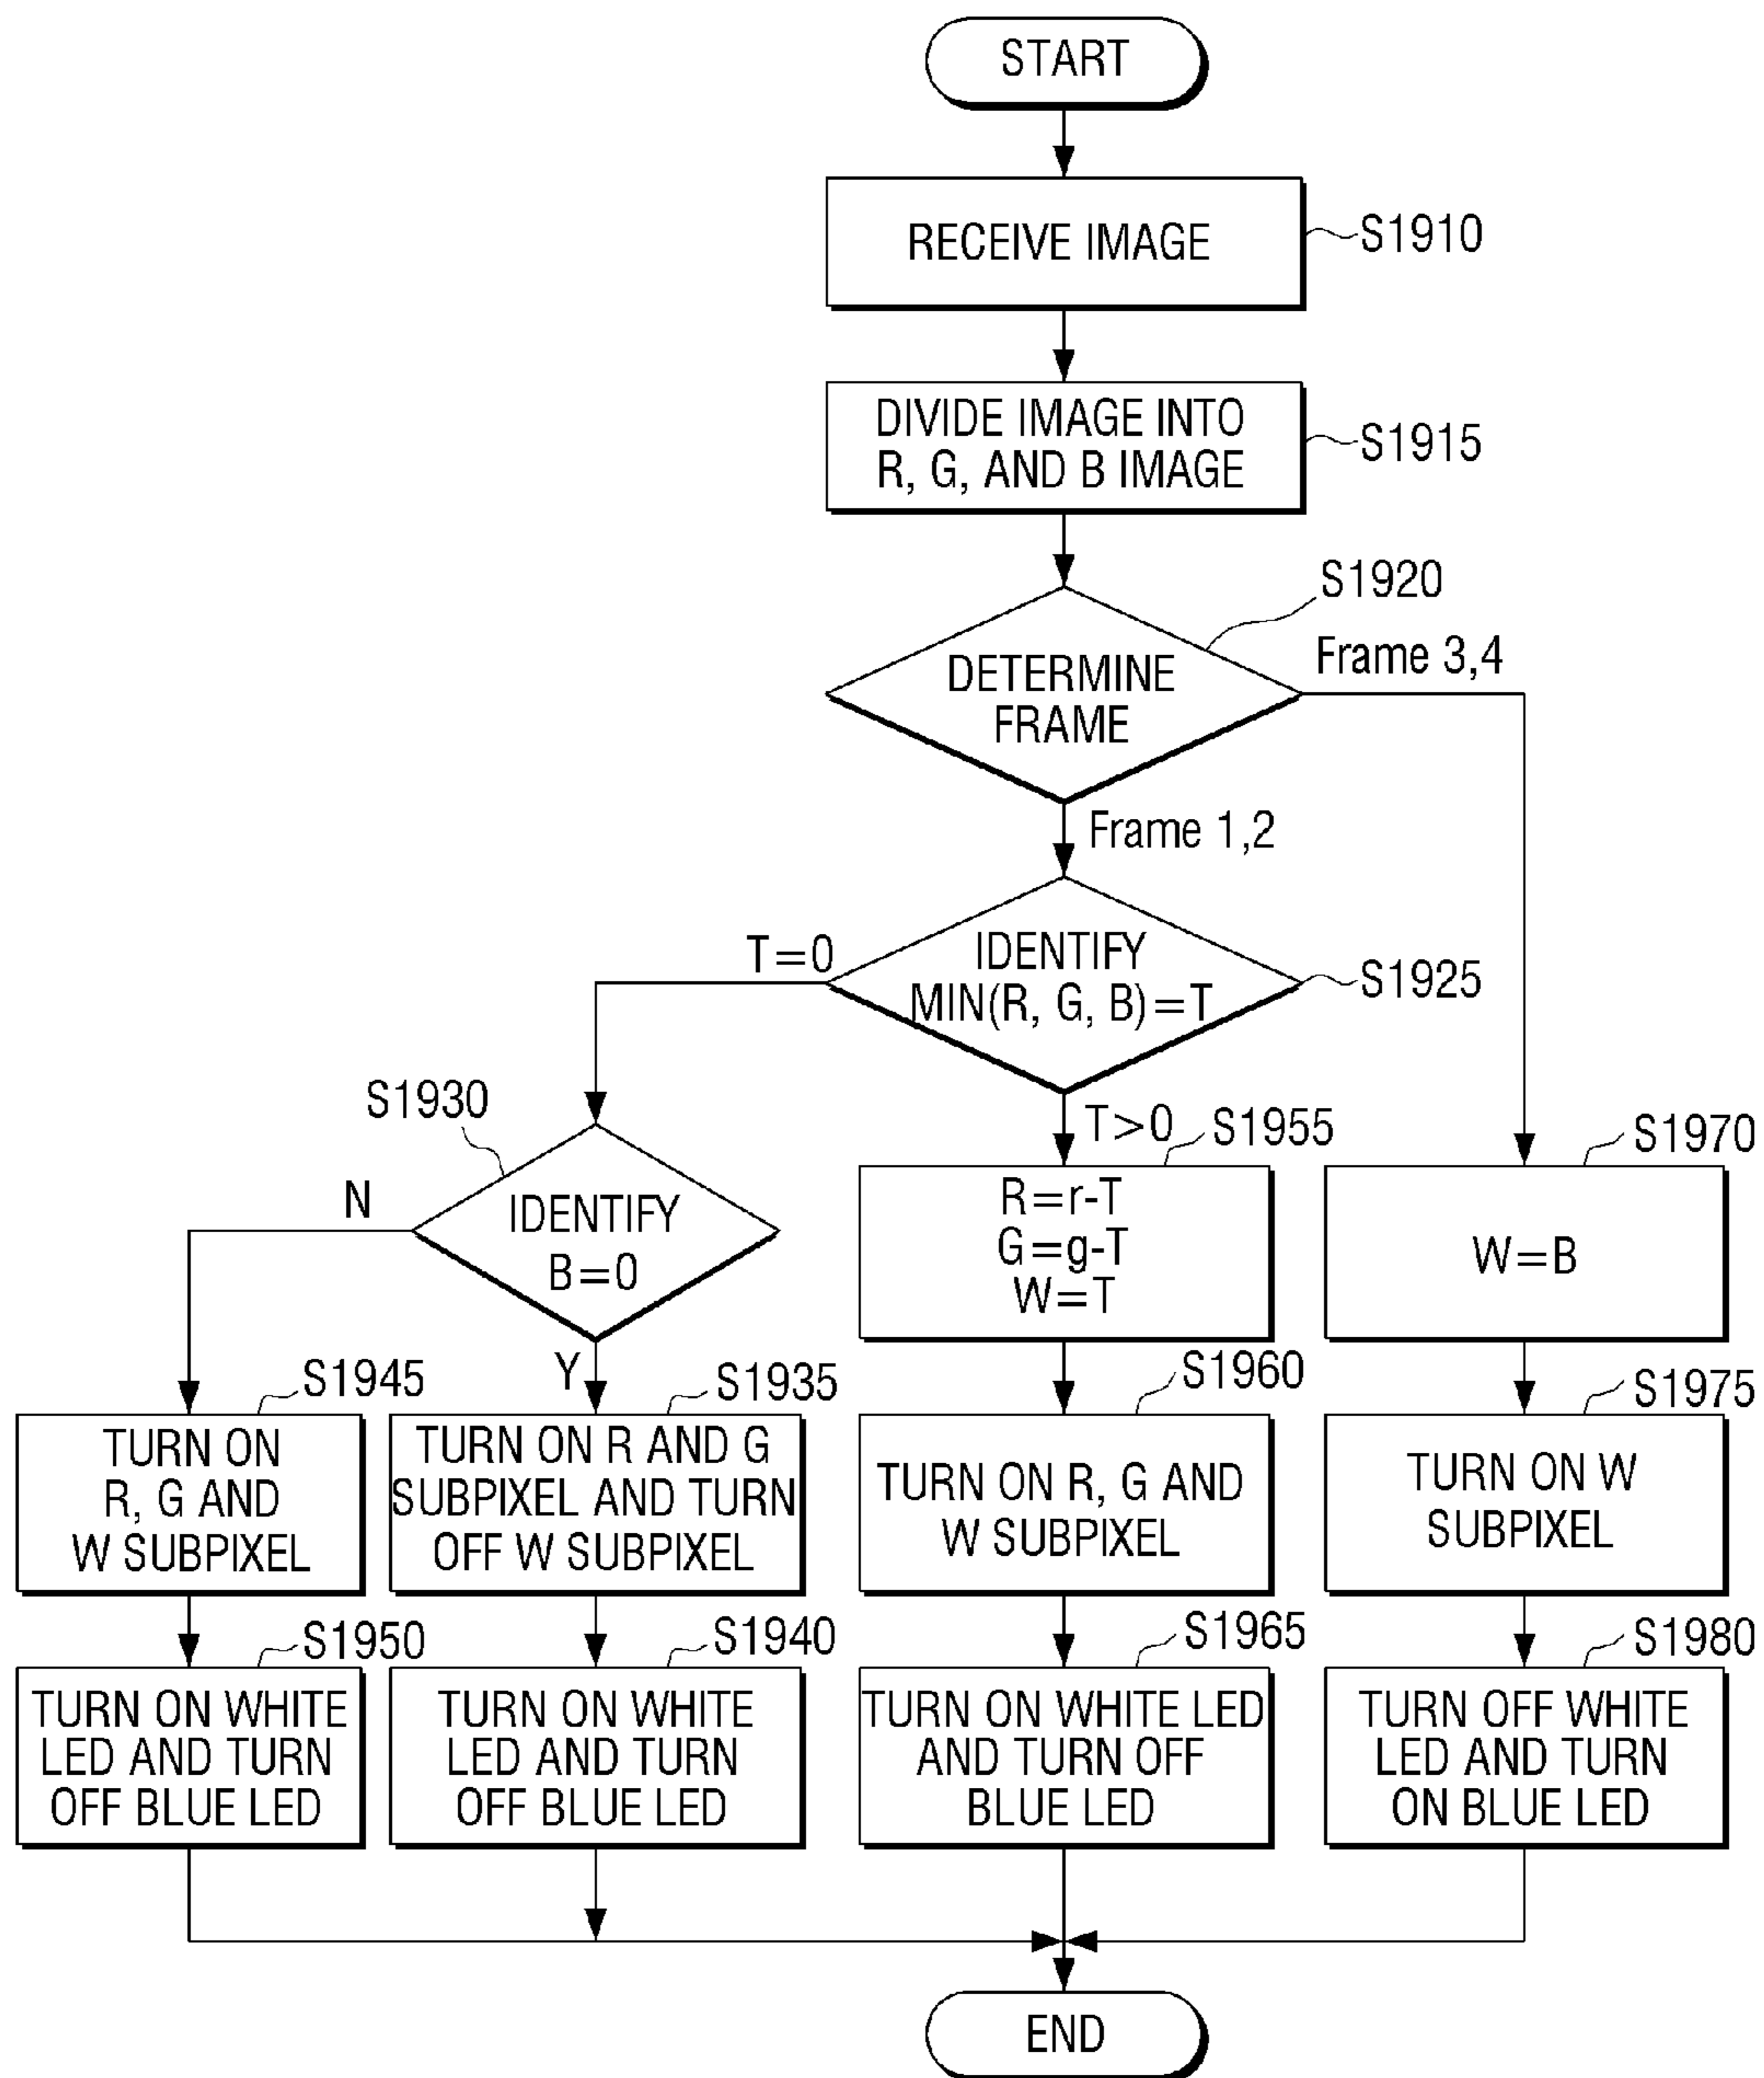 START
RECEIVE IMAGE
S1910
DIVIDE IMAGE INTO
R, G, AND B IMAGE
S1915
S1920
DETERMINE
FRAME
Frame 3,4
Frame 1,2
IDENTIFY
MIN(R, G, B)=T
S1925
T=0
T>0
S1930
IDENTIFY
B=0
N
Y
S1955
R=r-T
G=g-T
W=T
S1970
W=B
S1945
TURN ON
R, G AND
W SUBPIXEL
S1935
TURN ON R AND G
SUBPIXEL AND TURN
OFF W SUBPIXEL
S1960
TURN ON R, G AND
W SUBPIXEL
S1975
TURN ON W
SUBPIXEL
S1950
TURN ON WHITE
LED AND TURN
OFF BLUE LED
S1940
TURN ON WHITE
LED AND TURN
OFF BLUE LED
S1965
TURN ON WHITE LED
AND TURN OFF
BLUE LED
S1980
TURN OFF WHITE
LED AND TURN
ON BLUE LED
END